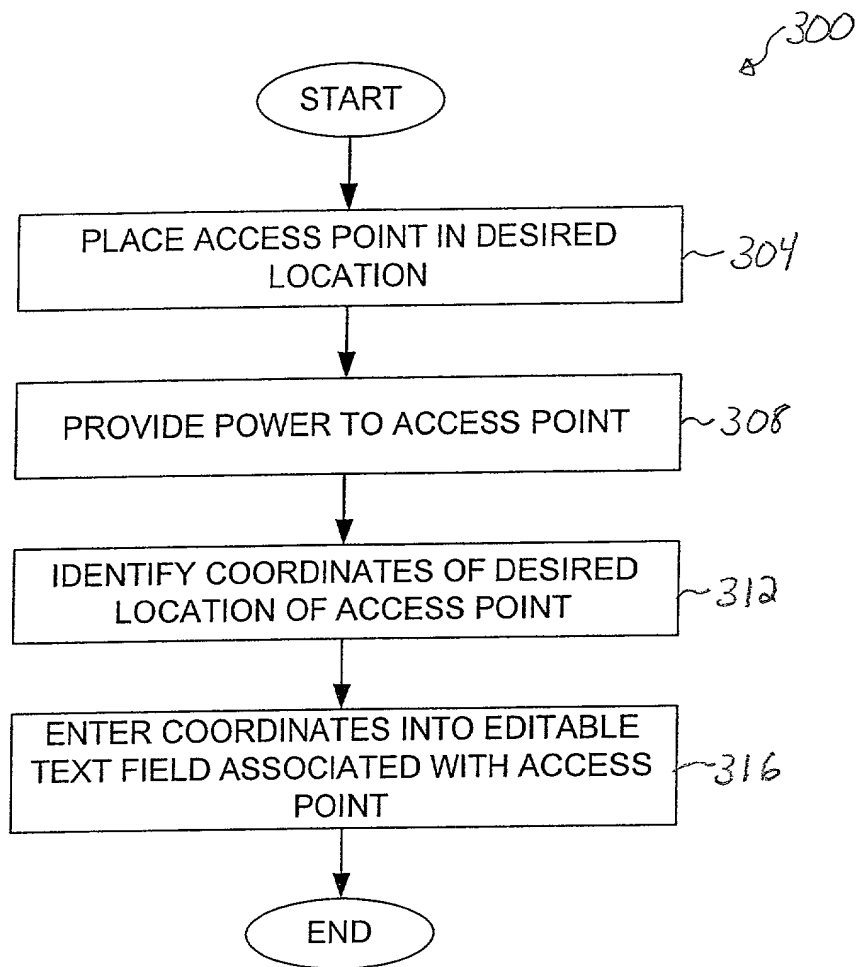 300
START
PLACE ACCESS POINT IN DESIRED
LOCATION
304
PROVIDE POWER TO ACCESS POINT
308
IDENTIFY COORDINATES OF DESIRED
LOCATION OF ACCESS POINT
312
ENTER COORDINATES INTO EDITABLE
TEXT FIELD ASSOCIATED WITH ACCESS
POINT
316
END